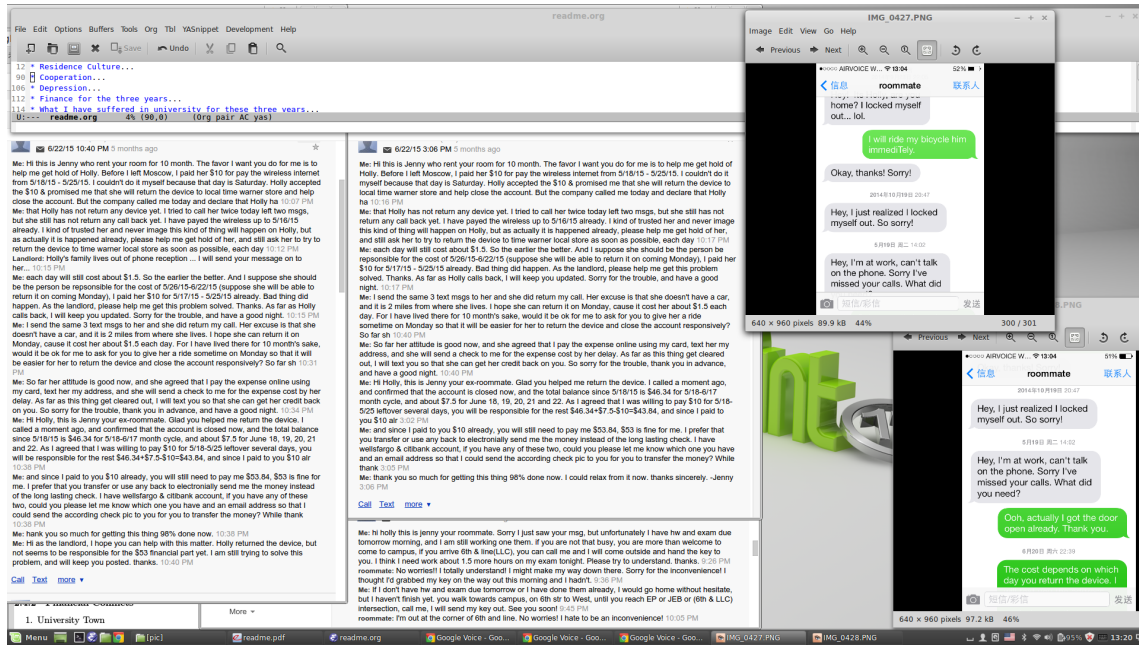 readme.org
File Edit Options Buffers Tools Org Tbl YASnippet Development Help
Save Undo
12 * Residence Culture...
90 * Cooperation...
106 * Depression...
112 * Finance for the three years...
114 * What I have suffered in university for these three years...
U:--- readme.org 4% (90,0) (Org pair AC yas)
6/22/15 10:40 PM 5 months ago
Me: Hi this is Jenny who rent your room for 10 month. The favor I want you do for me is to
help me get hold of Holly. Before I left Moscow, I paid her $10 for pay the wireless internet
from 5/18/15 - 5/25/15. I couldn't do it myself because that day is Saturday. Holly accepted
the $10 & promised me that she will return the device to local time warner store and help
close the account. But the company called me today and declare that Holly ha 10:07 PM
Me: that Holly has not return any device yet. I tried to call her twice today left two msgs,
but she still has not return any call back yet. I have payed the wireless up to 5/16/15
already. I kind of trusted her and never image this kind of thing will happen on Holly, but
as actually it is happened already, please help me get hold of her, and still ask her to try to
return the device to time warner local store as soon as possible, each day 10:12 PM
Landlord: Holly's family lives out of phone reception ... I will send your message on to
her... 10:15 PM
Me: each day will still cost about $1.5. So the earlier the better. And I suppose she should
be the person be repsonsible for the cost of 5/26/15-6/22/15 (suppose she will be able to
return it on coming Monday), I paid her $10 for 5/17/15 - 5/25/15 already. Bad thing did
happen. As the landlord, please help me get this problem solved. Thanks. As far as Holly
calls back, I will keep you updated. Sorry for the trouble, and have a good night. 10:15 PM
Me: I send the same 3 text msgs to her and she did return my call. Her excuse is that she
doesn't have a car, and it is 2 miles from where she lives. I hope she can return it on
Monday, cause it cost her about $1.5 each day. For I have lived there for 10 month's sake,
would it be ok for me to ask for you to give her a ride sometime on Monday so that it will
be easier for her to return the device and close the account responsively? So far sh 10:31
PM
Me: So far her attitude is good now, and she agreed that I pay the expense online using
my card, text her my address, and she will send a check to me for the expense cost by her
delay. As far as this thing get cleared out, I will text you so that she can get her credit back
on you. So sorry for the trouble, thank you in advance, and have a good night. 10:34 PM
Me: Hi Holly, this is Jenny your ex-roommate. Glad you helped me return the device. I
called a moment ago, and confirmed that the account is closed now, and the total balance
since 5/18/15 is $46.34 for 5/18-6/17 month cycle, and about $7.5 for June 18, 19, 20, 21
and 22. As I agreed that I was willing to pay $10 for 5/18-5/25 leftover several days, you
will be responsible for the rest $46.34+$7.5-$10=$43.84, and since I paid to you $10 alr
10:38 PM
Me: and since I paid to you $10 already, you will still need to pay me $53.84, $53 is fine for
me. I prefer that you transfer or use any back to electronially send me the money instead
of the long lasting check. I have wellsfargo & citibank account, if you have any of these
two, could you please let me know which one you have and an email address so that I
could send the according check pic to you for you to transfer the money? While thank
10:38 PM
Me: hank you so much for getting this thing 98% done now. 10:38 PM
Me: Hi as the landlord, I hope you can help with this matter. Holly returned the device, but
not seems to be responsible for the $53 financial part yet. I am still trying to solve this
problem, and will keep you posted. thanks. 10:40 PM
Call Text more
6/22/15 3:06 PM 5 months ago
Me: Hi this is Jenny who rent your room for 10 month. The favor I want you do for me is to help me get hold of
Holly. Before I left Moscow, I paid her $10 for pay the wireless internet from 5/18/15 - 5/25/15. I couldn't do it
myself because that day is Saturday. Holly accepted the $10 & promised me that she will return the device to
local time warner store and help close the account. But the company called me today and declare that Holly
ha 10:16 PM
Me: that Holly has not return any device yet. I tried to call her twice today left two msgs, but she still has not
return any call back yet. I have payed the wireless up to 5/16/15 already. I kind of trusted her and never image
this kind of thing will happen on Holly, but as actually it is happened already, please help me get hold of her,
and still ask her to try to return the device to time warner local store as soon as possible, each day 10:17 PM
Me: each day will still cost about $1.5. So the earlier the better. And I suppose she should be the person be
repsonsible for the cost of 5/26/15-6/22/15 (suppose she will be able to return it on coming Monday), I paid her
$10 for 5/17/15 - 5/25/15 already. Bad thing did happen. As the landlord, please help me get this problem
solved. Thanks. As far as Holly calls back, I will keep you updated. Sorry for the trouble, and have a good
night. 10:17 PM
Me: I send the same 3 text msgs to her and she did return my call. Her excuse is that she doesn't have a car,
and it is 2 miles from where she lives. I hope she can return it on Monday, cause it cost her about $1.5 each
day. For I have lived there for 10 month's sake, would it be ok for me to ask for you to give her a ride
sometime on Monday so that it will be easier for her to return the device and close the account responsively?
So far sh 10:40 PM
Me: So far her attitude is good now, and she agreed that I pay the expense online using my card, text her my
address, and she will send a check to me for the expense cost by her delay. As far as this thing get cleared
out, I will text you so that she can get her credit back on you. So sorry for the trouble, thank you in advance,
and have a good night. 10:40 PM
Me: Hi Holly, this is Jenny your ex-roommate. Glad you helped me return the device. I called a moment ago,
and confirmed that the account is closed now, and the total balance since 5/18/15 is $46.34 for 5/18-6/17
month cycle, and about $7.5 for June 18, 19, 20, 21 and 22. As I agreed that I was willing to pay $10 for 5/18-
5/25 leftover several days, you will be responsible for the rest $46.34+$7.5-$10=$43.84, and since I paid to
you $10 alr 3:02 PM
Me: and since I paid to you $10 already, you will still need to pay me $53.84, $53 is fine for me. I prefer that
you transfer or use any back to electronially send me the money instead of the long lasting check. I have
wellsfargo & citibank account, if you have any of these two, could you please let me know which one you have
and an email address so that I could send the according check pic to you for you to transfer the money? While
thank 3:05 PM
Me: thank you so much for getting this thing 98% done now. I could relax from it now. thanks sincerely. -Jenny
3:06 PM
Call Text more
Me: hi holly this is jenny your roommate. Sorry I just saw your msg, but unfortunately I have hw and exam due
tomorrow morning, and I am still working one them. if you are not that busy, you are more than welcome to
come to campus, if you arrive 6th & line(LLC), you can call me and I will come outside and hand the key to
you. I think I need work about 1.5 more hours on my exam tonight. Please try to understand. thanks. 9:26 PM
roommate: No worries!! I totally understand! I might make my way down there. Sorry for the inconvenience! I
thought I'd grabbed my key on the way out this morning and I hadn't. 9:36 PM
Me: If I don't have hw and exam due tomorrow or I have done them already, I would go home without hesitate,
but I haven't finish yet. you walk towards campus, on 6th str to West, until you reach EP or JEB or (6th & LLC)
intersection, call me, I will send my key out. See you soon! 9:45 PM
roommate: I'm out at the corner of 6th and line. No worries! I hate to be an inconvenience! 10:05 PM
1. University Town
More
IMG_0427.PNG
Image Edit View Go Help
Previous Next
AIRVOICE W... 13:04 52%
信息 roommate 联系人
home? I locked myself
out... lol.
I will ride my bicycle him
immediTely.
Okay, thanks! Sorry!
2014年10月19日 20:47
Hey, I just realized I locked
myself out. So sorry!
5月19日 周二 14:02
Hey, I'm at work, can't talk
on the phone. Sorry I've
missed your calls. What did
短信/彩信 发送
640 × 960 pixels 89.9 kB 44% 300 / 301
.PNG
Previous Next
AIRVOICE W... 13:04 51%
信息 roommate 联系人
2014年10月19日 20:47
Hey, I just realized I locked
myself out. So sorry!
5月19日 周二 14:02
Hey, I'm at work, can't talk
on the phone. Sorry I've
missed your calls. What did
you need?
Ooh, actually I got the door
open already. Thank you.
6月20日 周六 22:39
The cost depends on which
day you return the device. I
短信/彩信 发送
640 × 960 pixels 97.2 kB 46%
Menu [pic] readme.pdf readme.org Google Voice - Goo... Google Voice - Goo... Google Voice - Goo... IMG_0427.PNG IMG_0428.PNG 95% 13:20